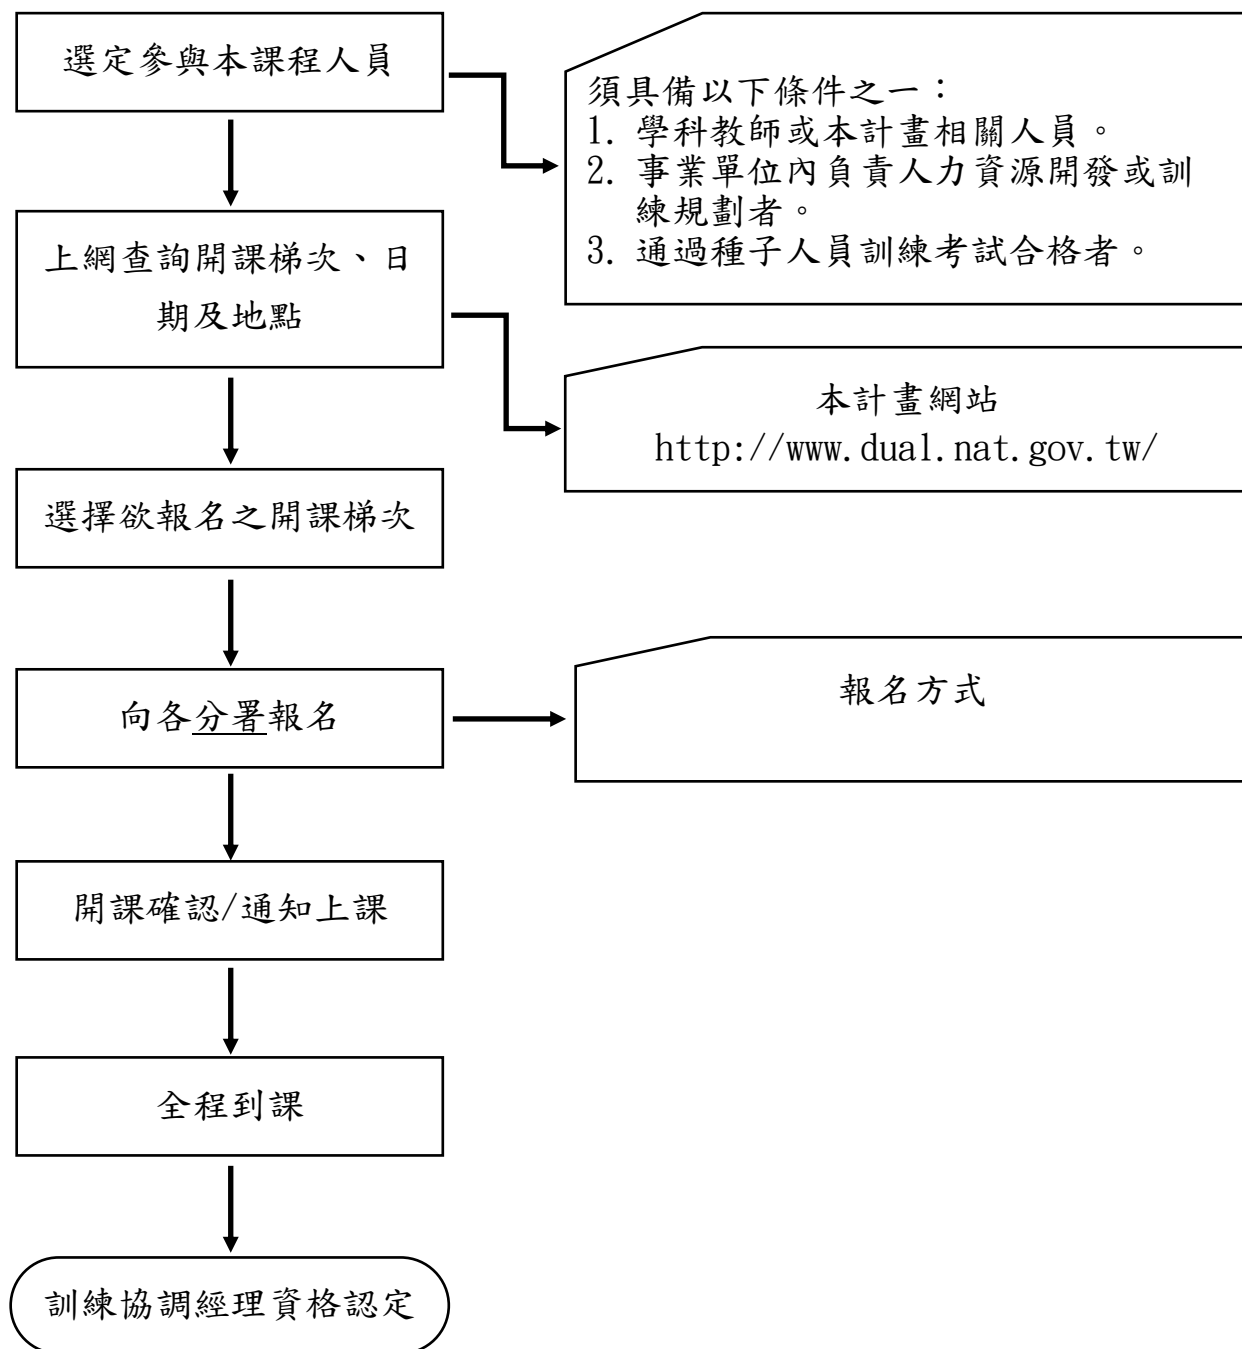 選定參與本課程人員
須具備以下條件之一：
1. 學科教師或本計畫相關人員。
2. 事業單位內負責人力資源開發或訓
練規劃者。
3. 通過種子人員訓練考試合格者。
上網查詢開課梯次、日
期及地點
本計畫網站
http://www.dual.nat.gov.tw/
選擇欲報名之開課梯次
向各分署報名
報名方式
開課確認/通知上課
全程到課
訓練協調經理資格認定